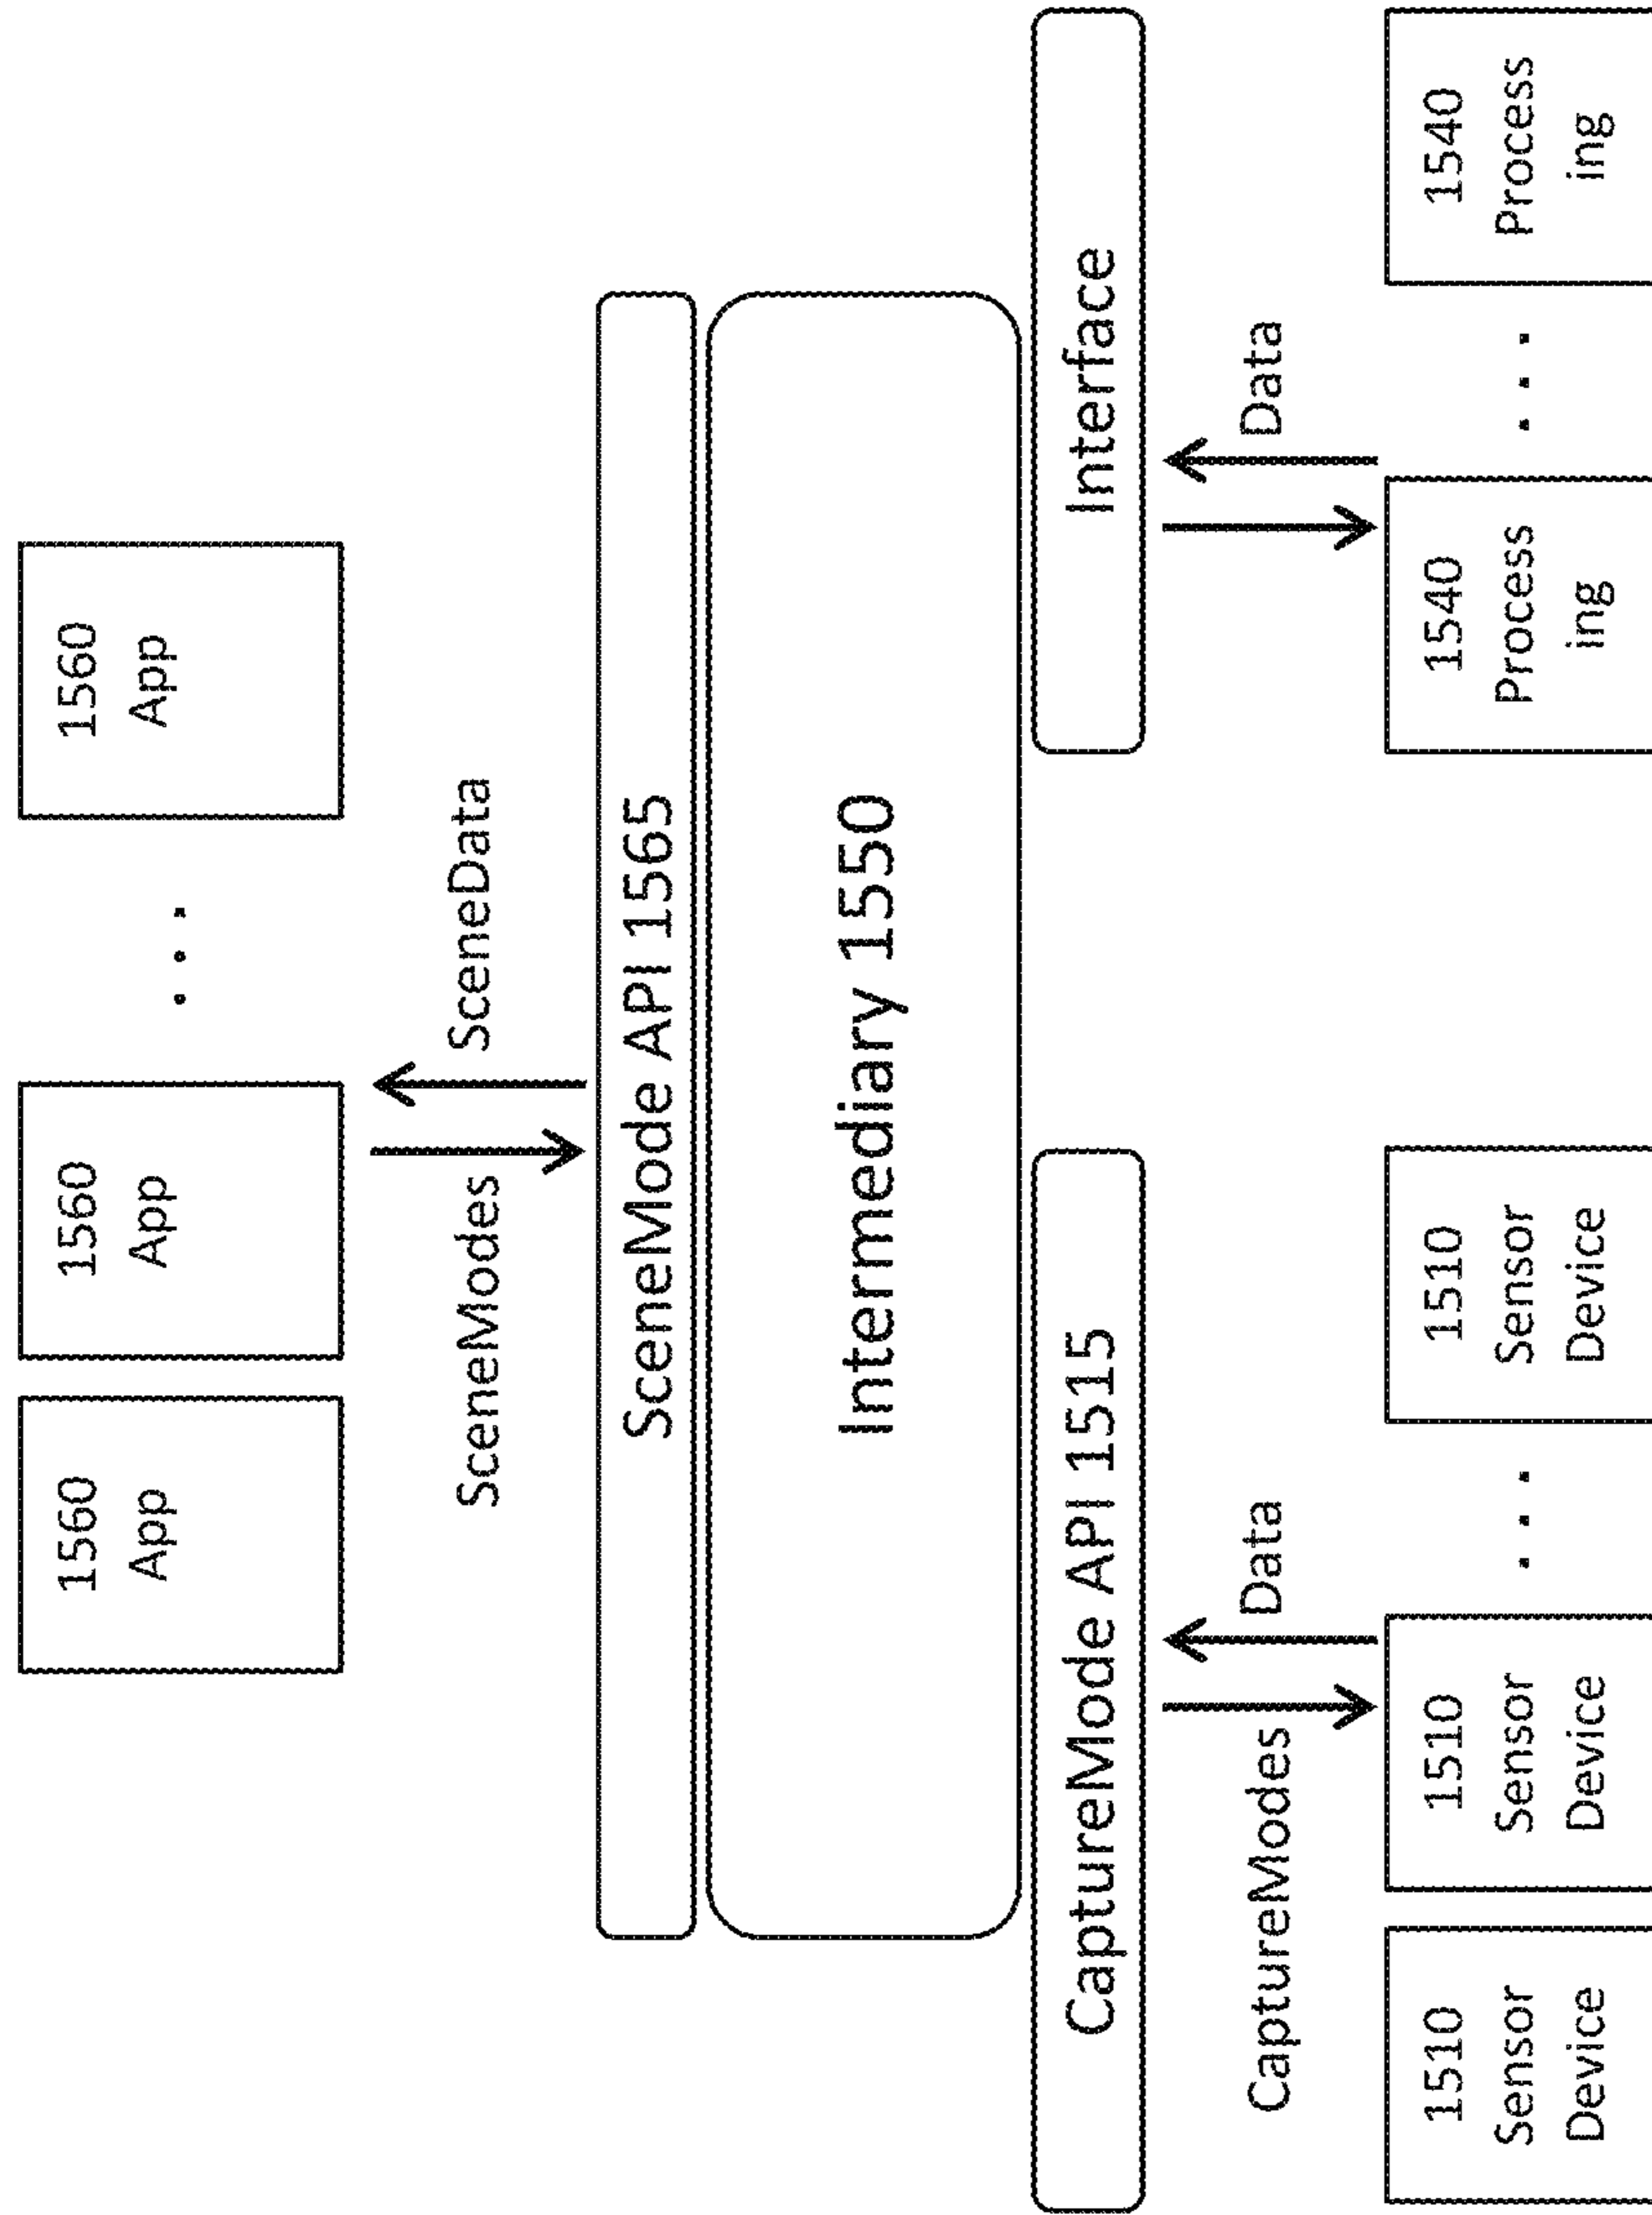 1560
App
1560
App
. . .
1560
App
SceneModes
SceneData
SceneMode API 1565
Intermediary 1550
CaptureMode API 1515
Interface
CaptureModes
Data
Data
1510
Sensor
Device
1510
Sensor
Device
. . .
1510
Sensor
Device
1540
Process
ing
. . .
1540
Process
ing